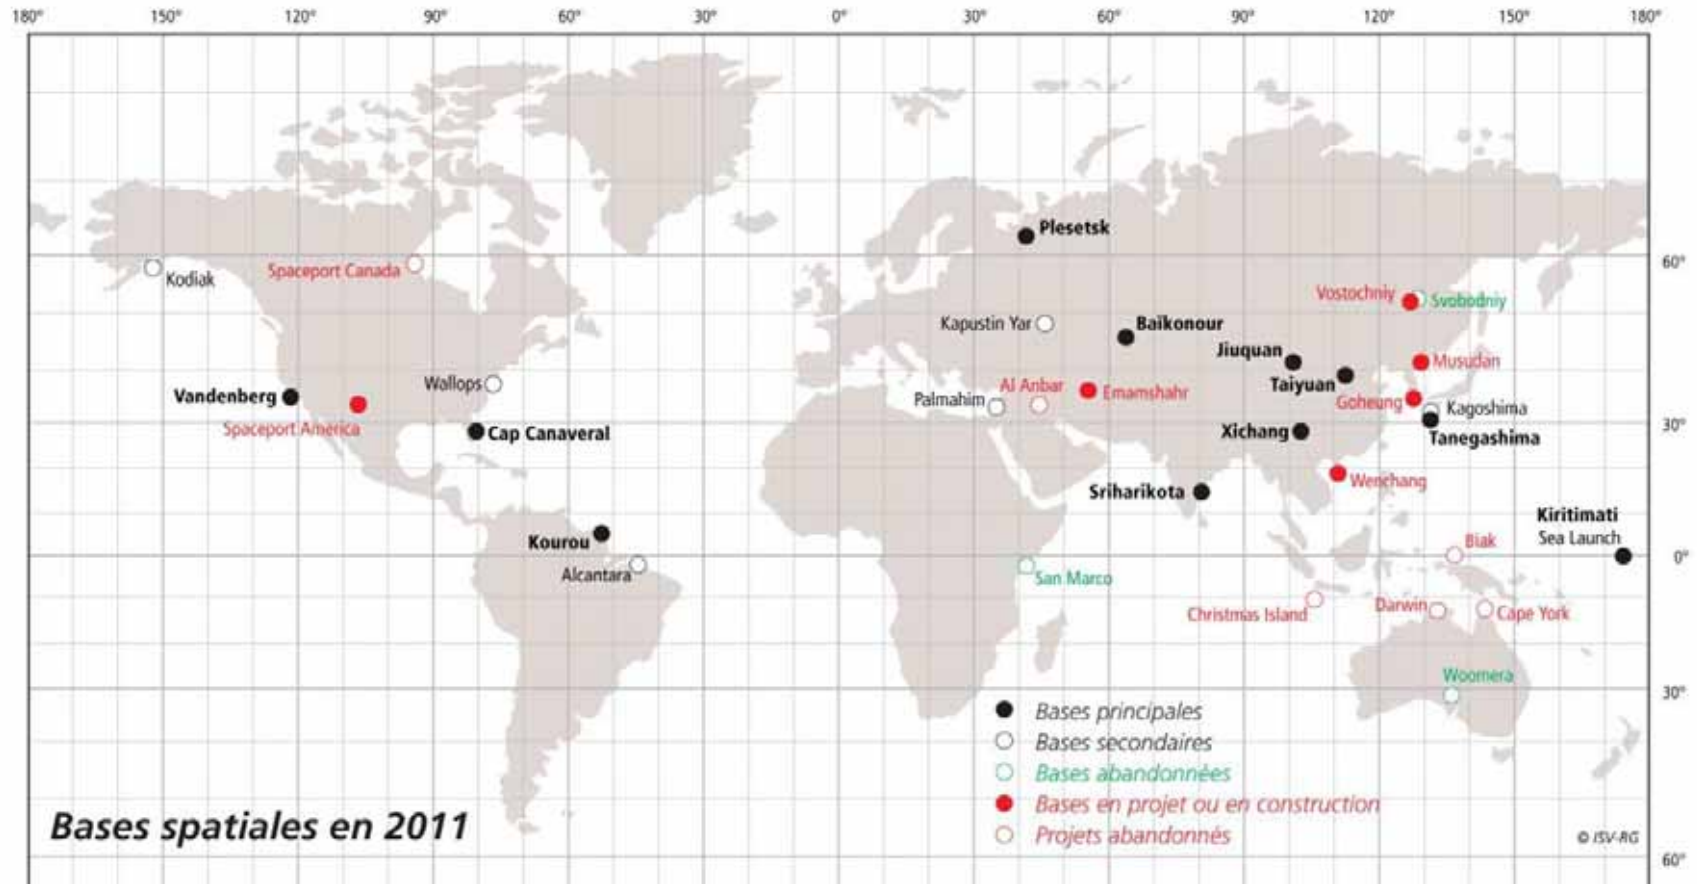 180° 150° 120° 90° 60° 30° 0° 30° 60° 90° 120° 150° 180°
Plesetsk
60°
Kodiak
Spaceport Canada
Vostochniy
Svobodniy
Kapustin Yar
Baïkonour
Jiuquan
Musudan
Wallops
Taiyuan
Vandenberg
Palmahim
Al Anbar
Emamshahr
Goheung
Kagoshima
Spaceport America
Cap Canaveral
Xichang
Tanegashima
30°
Wenchang
Sriharikota
Kiritimati
Sea Launch
Kourou
Biak
0°
Alcantara
San Marco
Christmas Island
Darwin
Cape York
Woomera
30°
Bases principales
Bases secondaires
Bases abandonnées
Bases en projet ou en construction
Projets abandonnés
Bases spatiales en 2011
© ISV-RG
60°